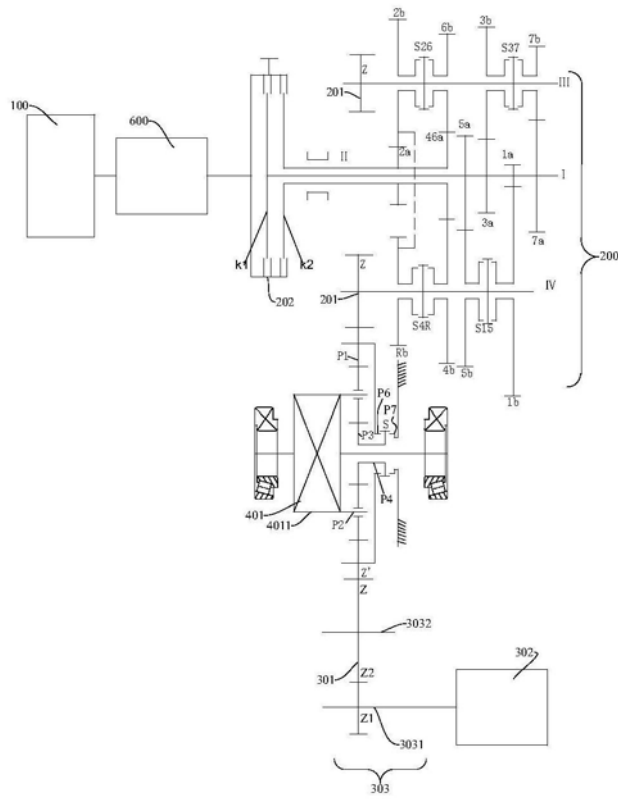 2b
6b
3b
7b
S26
S37
Z
III
201
100
600
5a
46a
II
2a
1a
I
3a
7a
k1
k2
Z
200
202
201
IV
S4R
S15
Rb
P1
4b
5b
P6
1b
P7
S
P3
P4
401
4011
P2
Z'
Z
3032
302
301
Z2
Z1
3031
303